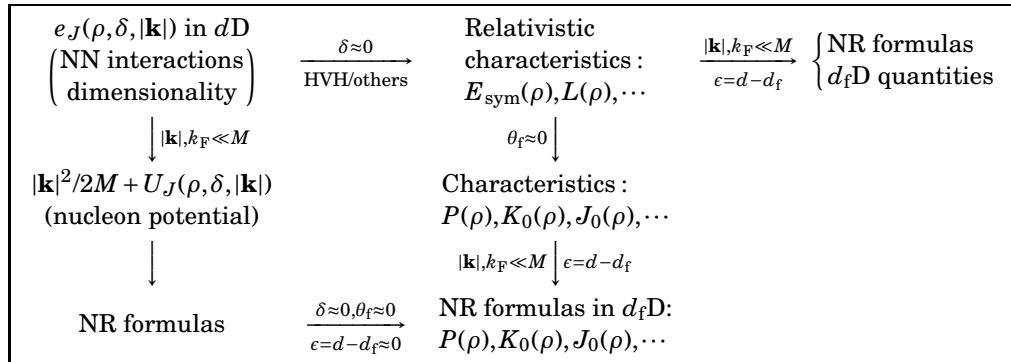 e_J(ρ,δ,|k|) in dD
(NN interactions
dimensionality)
δ≈0
HVH/others
Relativistic
characteristics :
E_sym(ρ),L(ρ),⋯
|k|,k_F≪M
ϵ=d−d_f
{NR formulas
d_fD quantities
|k|,k_F≪M
θ_f≈0
|k|²/2M+U_J(ρ,δ,|k|)
(nucleon potential)
Characteristics :
P(ρ),K_0(ρ),J_0(ρ),⋯
|k|,k_F≪M
ϵ=d−d_f
NR formulas
δ≈0,θ_f≈0
ϵ=d−d_f≈0
NR formulas in d_fD:
P(ρ),K_0(ρ),J_0(ρ),⋯